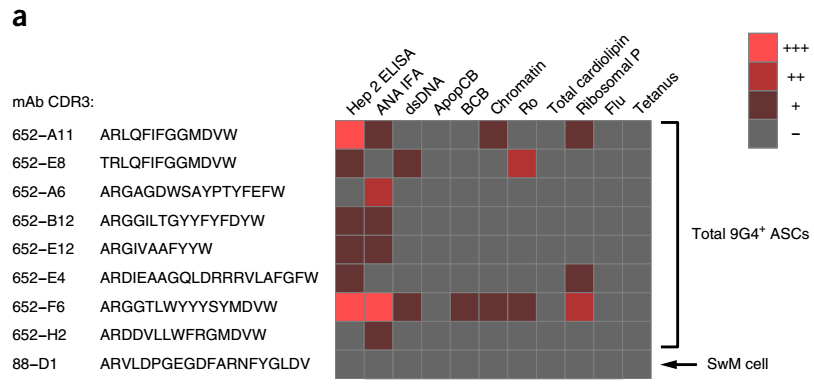 a
mAb CDR3:
Hep 2 ELISA
ANA IFA
dsDNA
ApopCB
BCB
Chromatin
Ro
Total cardiolipin
Ribosomal P
Flu
Tetanus
+++
++
+
–
652–A11 ARLQFIFGGMDVW
652–E8 TRLQFIFGGMDVW
652–A6 ARGAGDWSAYPTYFEFW
652–B12 ARGGILTGYYFYFDYW
652–E12 ARGIVAAFYYW
652–E4 ARDIEAAGQLDRRRVLAFGFW
652–F6 ARGGTLWYYYSYMDVW
652–H2 ARDDVLLWFRGMDVW
88–D1 ARVLDPGEGDFARNFYGLDV
Total 9G4⁺ ASCs
SwM cell